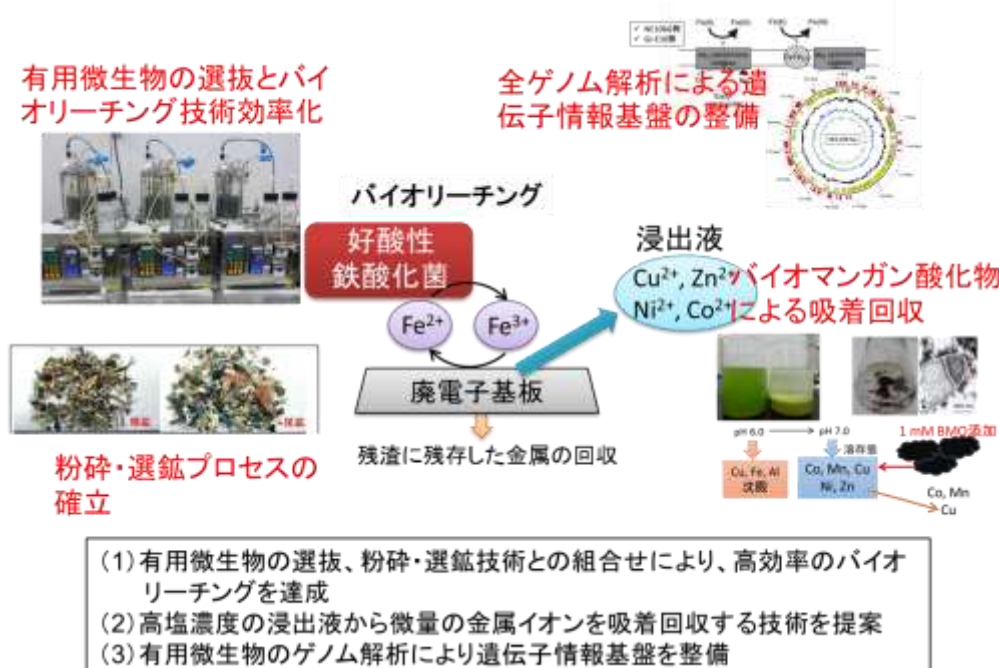 有用微生物の選抜とバイ
オリーチング技術効率化
全ゲノム解析による遺
伝子情報基盤の整備
バイオリーチング
好酸性
鉄酸化菌
Fe²⁺
Fe³⁺
廃電子基板
残渣に残存した金属の回収
浸出液
Cu²⁺, Zn²⁺
Ni²⁺, Co²⁺
バイオマンガン酸化物
による吸着回収
粉砕・選鉱プロセスの
確立
pH 6.0
pH 7.0
溶存態
1 mM BMO添加
Cu, Fe, Al
沈殿
Co, Mn, Cu
Ni, Zn
Co, Mn
Cu
(1)有用微生物の選抜、粉砕・選鉱技術との組合せにより、高効率のバイオ
リーチングを達成
(2)高塩濃度の浸出液から微量の金属イオンを吸着回収する技術を提案
(3)有用微生物のゲノム解析により遺伝子情報基盤を整備